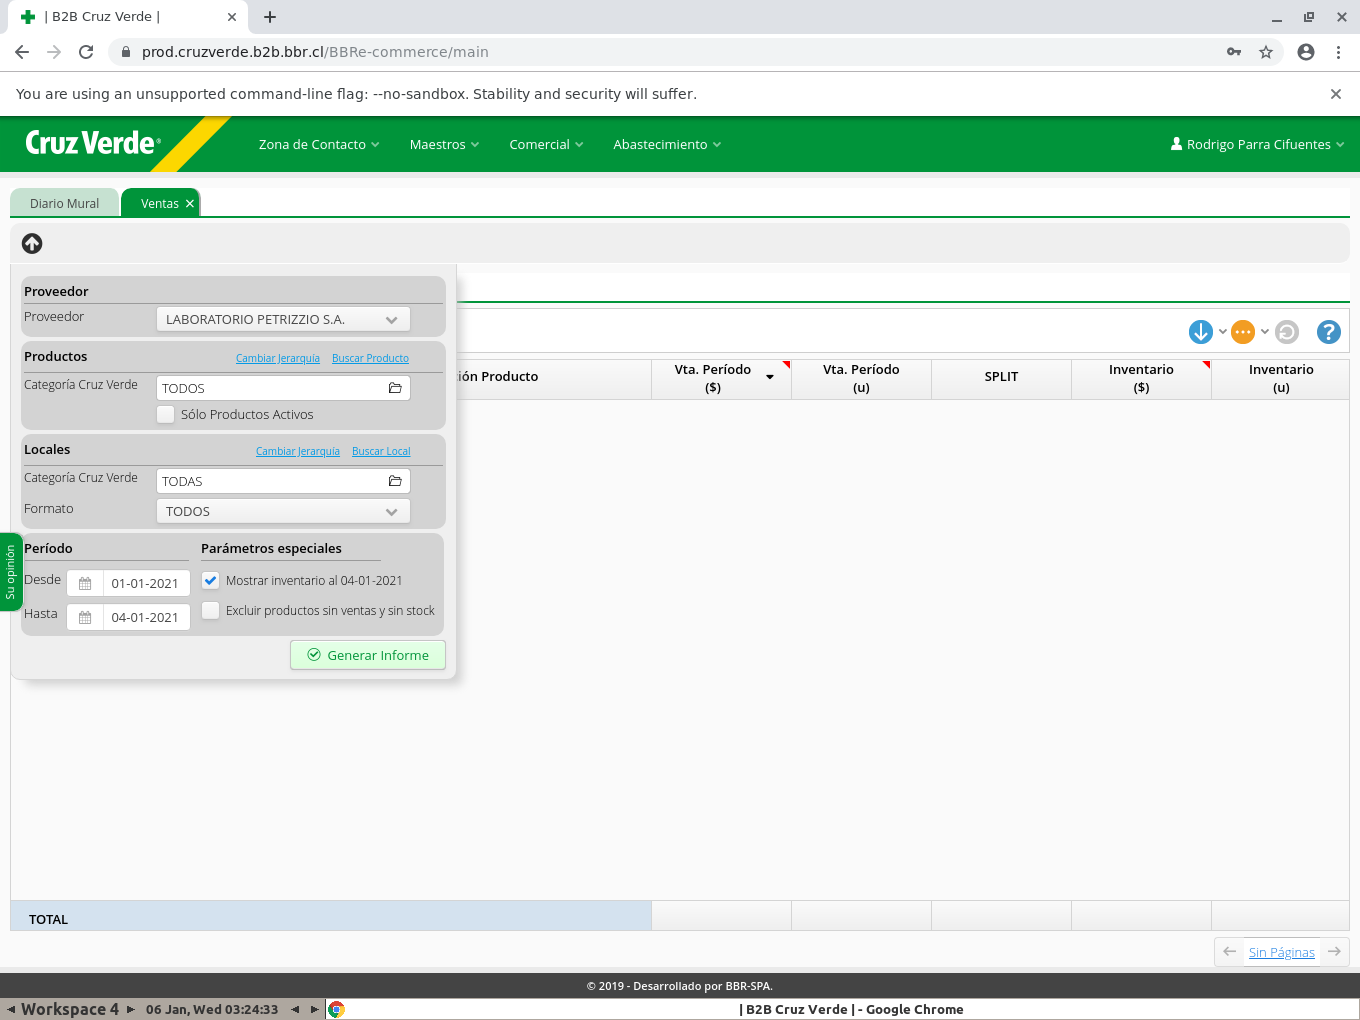 | B2B Cruz Verde |
prod.cruzverde.b2b.bbr.cl/BBRe-commerce/main
You are using an unsupported command-line flag: --no-sandbox. Stability and security will suffer.
Cruz Verde® Zona de Contacto Maestros Comercial Abastecimiento Rodrigo Parra Cifuentes
Diario Mural Ventas
Proveedor
Proveedor LABORATORIO PETRIZZIO S.A.
Productos Cambiar Jerarquía Buscar Producto
Categoría Cruz Verde TODOS
Sólo Productos Activos
Locales Cambiar Jerarquía Buscar Local
Categoría Cruz Verde TODAS
Formato TODOS
Período Parámetros especiales
Desde 01-01-2021 Mostrar inventario al 04-01-2021
Hasta 04-01-2021 Excluir productos sin ventas y sin stock
Generar Informe
Su opinión
ión Producto
Vta. Período
($)
Vta. Período
(u)
SPLIT
Inventario
($)
Inventario
(u)
TOTAL
Sin Páginas
© 2019 - Desarrollado por BBR-SPA.
Workspace 4 06 Jan, Wed 03:24:33 | B2B Cruz Verde | - Google Chrome